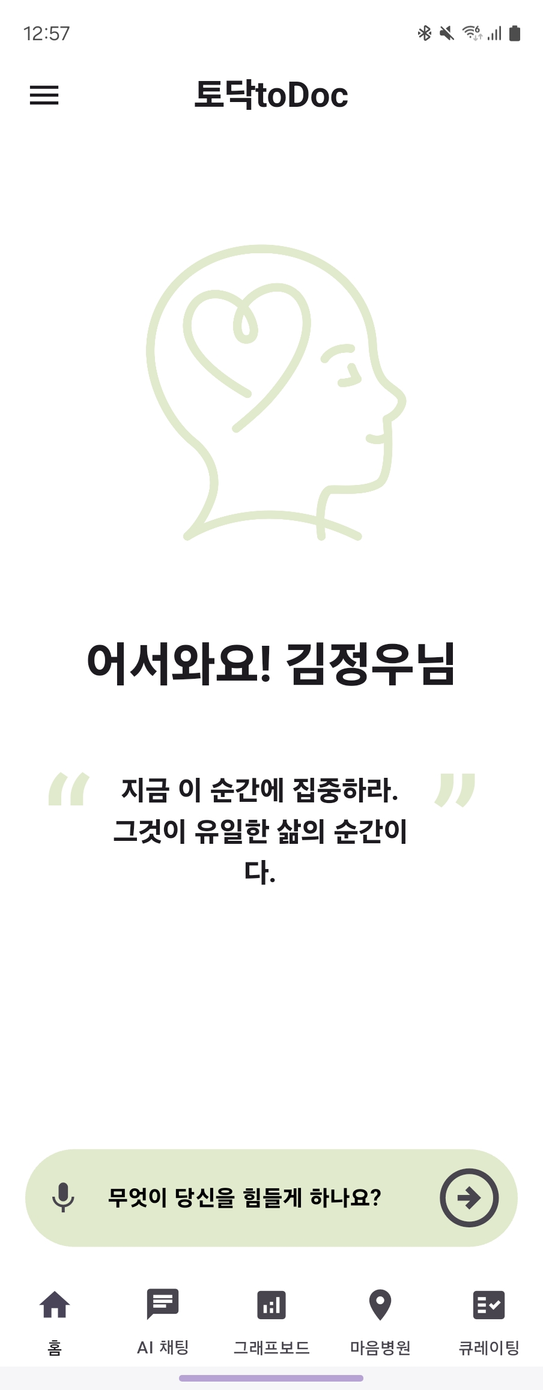 12:57
토닥toDoc
어서와요! 김정우님
“ 지금 이 순간에 집중하라. ”
그것이 유일한 삶의 순간이
다.
무엇이 당신을 힘들게 하나요?
홈 AI 채팅 그래프보드 마음병원 큐레이팅